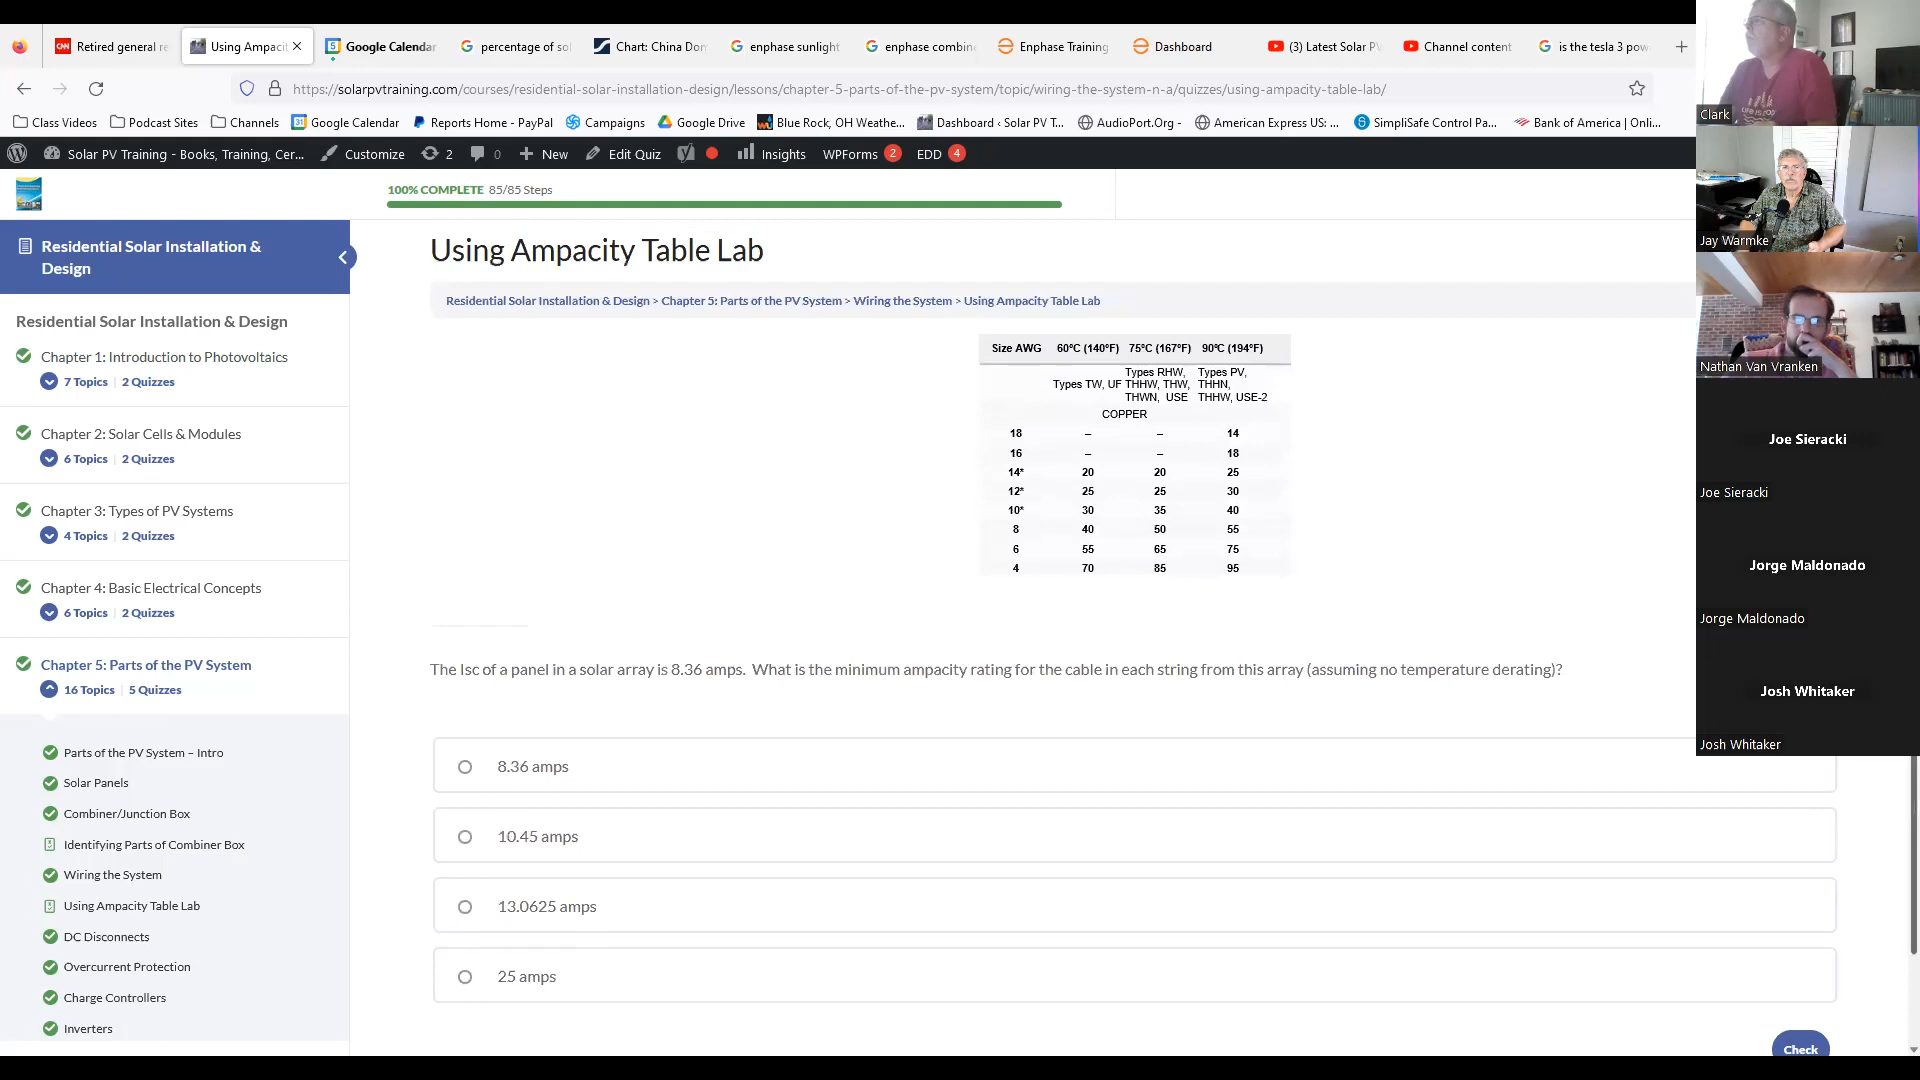 Retired general re
Using Ampacit
Google Calendar
percentage of sol
Chart: China Dom
enphase sunlight
enphase combin
Enphase Training
Dashboard
(3) Latest Solar PV
Channel content
is the tesla 3 pow
https://solarpvtraining.com/courses/residential-solar-installation-design/lessons/chapter-5-parts-of-the-pv-system/topic/wiring-the-system-n-a/quizzes/using-ampacity-table-lab/
Class Videos
Podcast Sites
Channels
Google Calendar
Reports Home - PayPal
Campaigns
Google Drive
Blue Rock, OH Weathe...
Dashboard ‹ Solar PV T...
AudioPort.Org -
American Express US: ...
SimpliSafe Control Pa...
Bank of America | Onli...
Solar PV Training - Books, Training, Cer...
Customize
2
0
New
Edit Quiz
Insights
WPForms 2
EDD 4
100% COMPLETE 85/85 Steps
Residential Solar Installation &
Design
Residential Solar Installation & Design
Chapter 1: Introduction to Photovoltaics
7 Topics | 2 Quizzes
Chapter 2: Solar Cells & Modules
6 Topics | 2 Quizzes
Chapter 3: Types of PV Systems
4 Topics | 2 Quizzes
Chapter 4: Basic Electrical Concepts
6 Topics | 2 Quizzes
Chapter 5: Parts of the PV System
16 Topics | 5 Quizzes
Parts of the PV System – Intro
Solar Panels
Combiner/Junction Box
Identifying Parts of Combiner Box
Wiring the System
Using Ampacity Table Lab
DC Disconnects
Overcurrent Protection
Charge Controllers
Inverters
Using Ampacity Table Lab
Residential Solar Installation & Design > Chapter 5: Parts of the PV System > Wiring the System > Using Ampacity Table Lab
Size AWG 60ºC (140ºF) 75ºC (167ºF) 90ºC (194ºF)
Types RHW, Types PV,
Types TW, UF THHW, THW, THHN,
THWN, USE THHW, USE-2
COPPER
18 – – 14
16 – – 18
14* 20 20 25
12* 25 25 30
10* 30 35 40
8 40 50 55
6 55 65 75
4 70 85 95
The Isc of a panel in a solar array is 8.36 amps. What is the minimum ampacity rating for the cable in each string from this array (assuming no temperature derating)?
8.36 amps
10.45 amps
13.0625 amps
25 amps
Check
Clark
Jay Warmke
Nathan Van Vranken
Joe Sieracki
Joe Sieracki
Jorge Maldonado
Jorge Maldonado
Josh Whitaker
Josh Whitaker